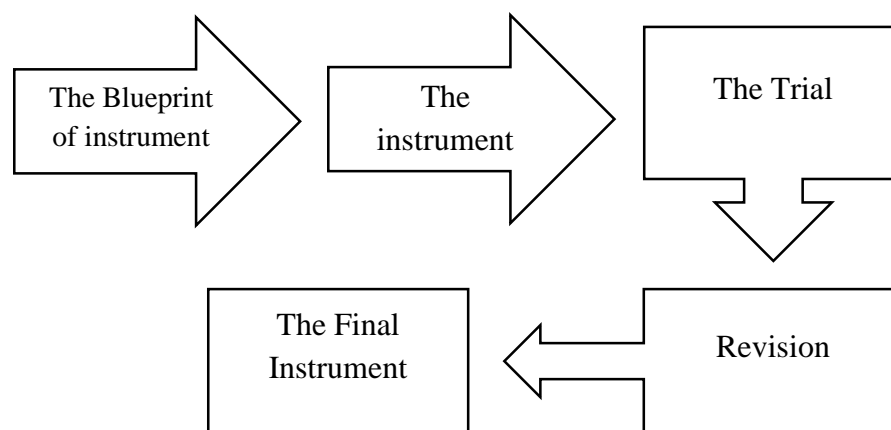 The Blueprint
of instrument
The
instrument
The Trial
Revision
The Final
Instrument